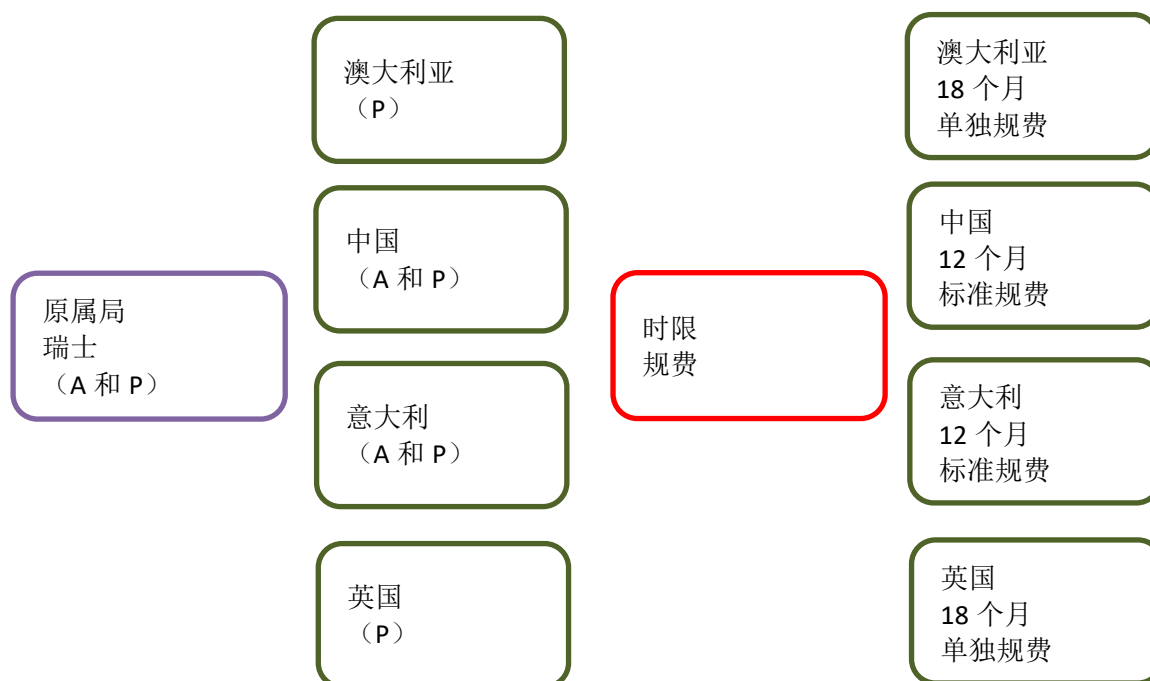 原属局
瑞士
（A 和 P）
澳大利亚
（P）
中国
（A 和 P）
意大利
（A 和 P）
英国
（P）
时限
规费
澳大利亚
18 个月
单独规费
中国
12 个月
标准规费
意大利
12 个月
标准规费
英国
18 个月
单独规费